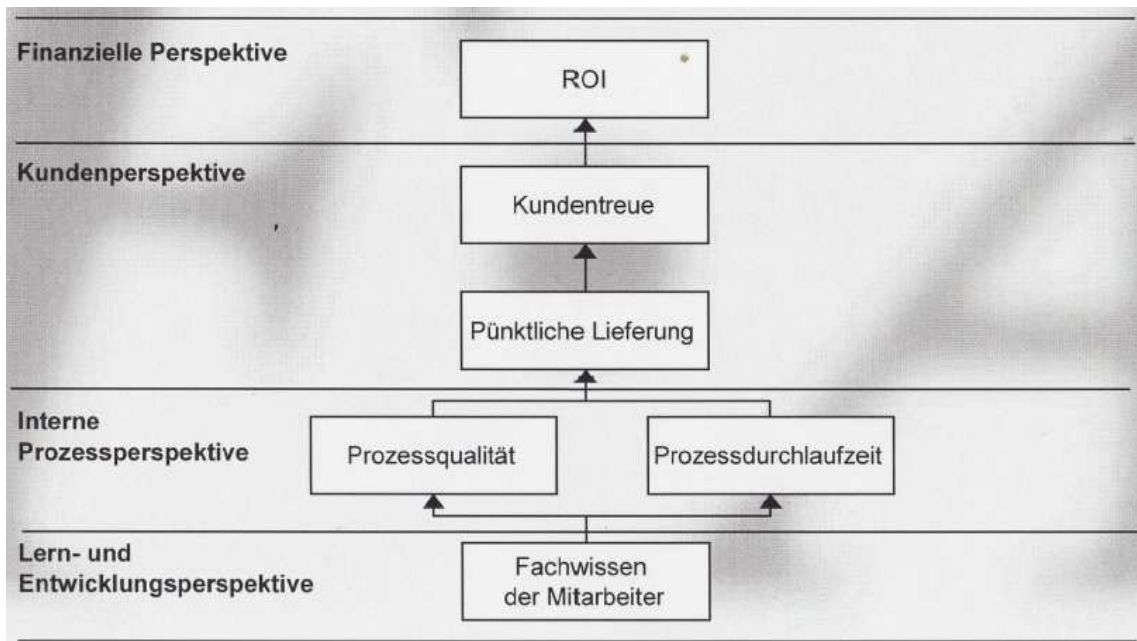 Finanzielle Perspektive
ROI
Kundenperspektive
Kundentreue
Pünktliche Lieferung
Interne
Prozessperspektive
Prozessqualität
Prozessdurchlaufzeit
Lern- und
Entwicklungsperspektive
Fachwissen
der Mitarbeiter